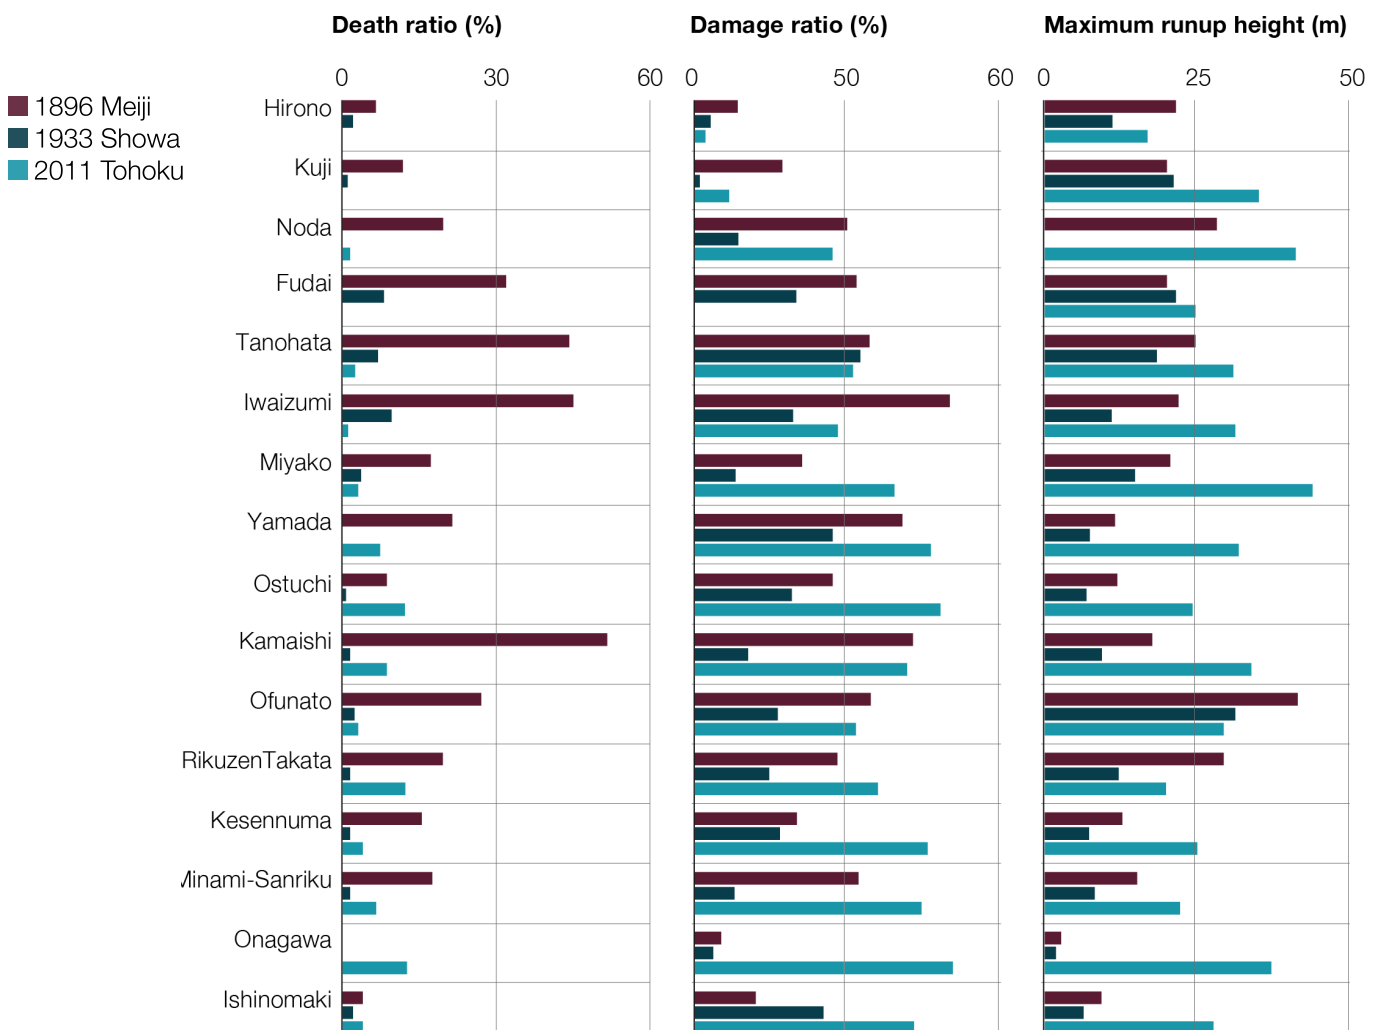 Death ratio (%)
Damage ratio (%)
Maximum runup height (m)
0 30 60
0 50 60
0 25 50
1896 Meiji
1933 Showa
2011 Tohoku
Hirono
Kuji
Noda
Fudai
Tanohata
Iwaizumi
Miyako
Yamada
Ostuchi
Kamaishi
Ofunato
RikuzenTakata
Kesennuma
Minami-Sanriku
Onagawa
Ishinomaki